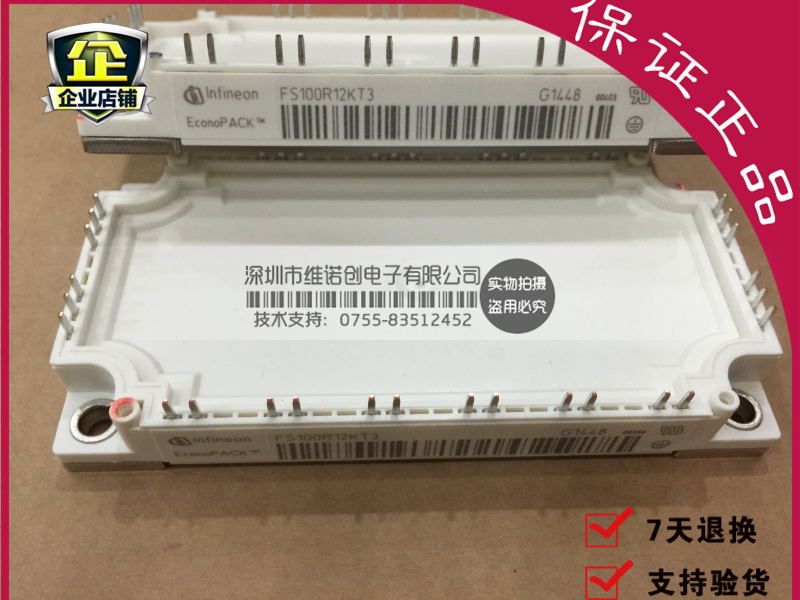 企
企业店铺
保证正品
Infineon FS100R12KT3 G1448
EconoPACK™
深圳市维诺创电子有限公司
技术支持：0755-83512452
实物拍摄
盗用必究
Infineon FS100R12KT3 G1448
EconoPACK™
7天退换
支持验货